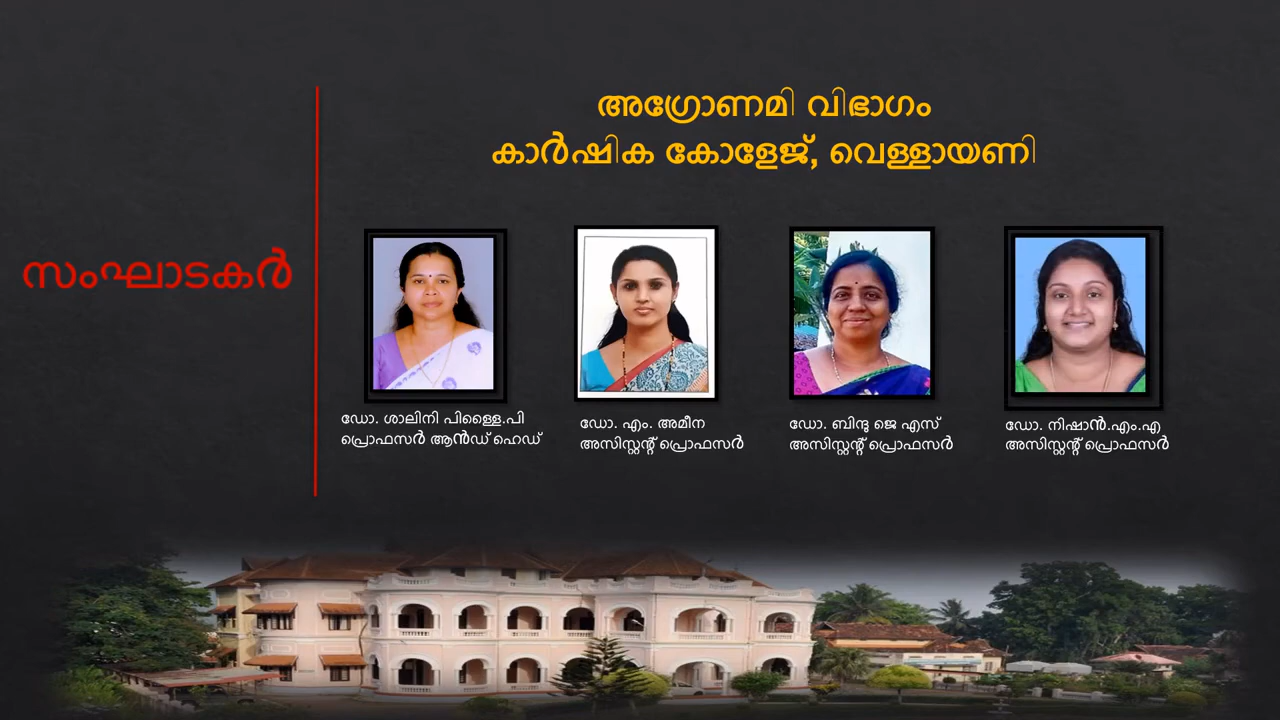 അഗ്രോണമി വിഭാഗം
കാർഷിക കോളേജ്, വെള്ളായണി
സംഘാടകർ
ഡോ. ശാലിനി പിള്ളൈ.പി
പ്രൊഫസർ ആൻഡ് ഹെഡ്
ഡോ. എം. അമീന
അസിസ്റ്റന്റ് പ്രൊഫസർ
ഡോ. ബിന്ദു ജെ എസ്
അസിസ്റ്റന്റ് പ്രൊഫസർ
ഡോ. നിഷാൻ.എം.എ
അസിസ്റ്റന്റ് പ്രൊഫസർ